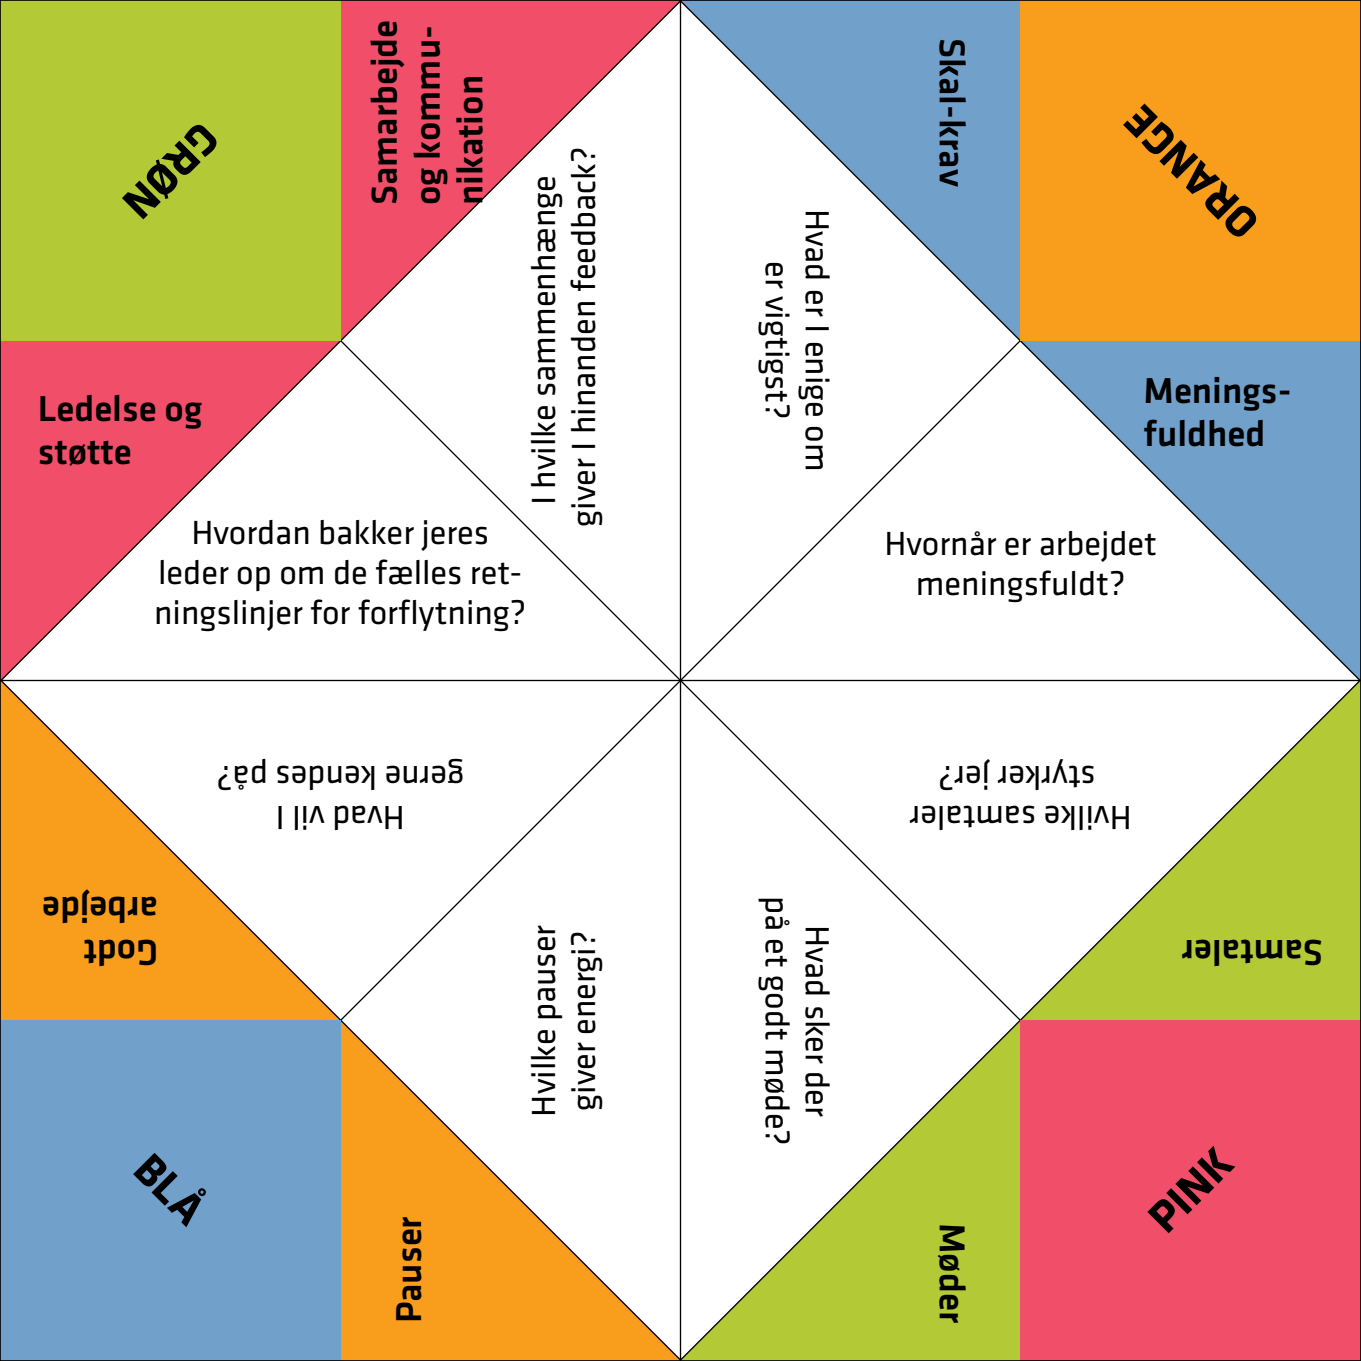 GRØN
Samarbejde
og kommu-
nikation
Skal-krav
ORANGE
I hvilke sammenhænge
giver I hinanden feedback?
Hvad er I enige om
er vigtigst?
Ledelse og
støtte
Menings-
fuldhed
Hvordan bakker jeres
leder op om de fælles ret-
ningslinjer for forflytning?
Hvornår er arbejdet
meningsfuldt?
Hvad vil I
gerne kendes på?
Hvilke samtaler
styrker jer?
Godt
arbejde
Samtaler
Hvilke pauser
giver energi?
Hvad sker der
på et godt møde?
BLÅ
Pauser
Møder
PINK